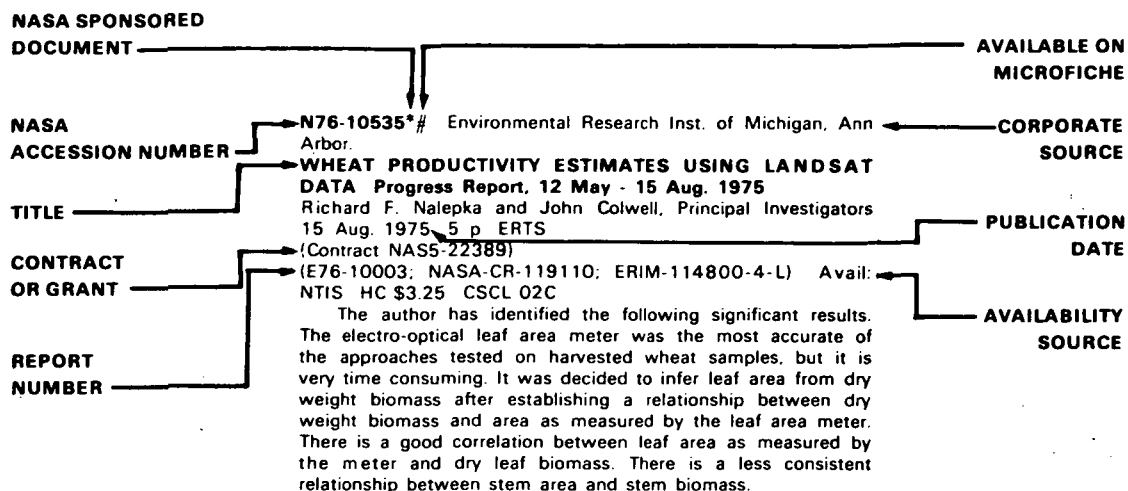 NASA SPONSORED
DOCUMENT
AVAILABLE ON
MICROFICHE
NASA
ACCESSION NUMBER
N76-10535*# Environmental Research Inst. of Michigan, Ann
Arbor.
CORPORATE
SOURCE
WHEAT PRODUCTIVITY ESTIMATES USING LANDSAT
DATA Progress Report, 12 May - 15 Aug. 1975
TITLE
Richard F. Nalepka and John Colwell, Principal Investigators
15 Aug. 1975 5 p ERTS
PUBLICATION
DATE
CONTRACT
OR GRANT
(Contract NAS5-22389)
(E76-10003; NASA-CR-119110; ERIM-114800-4-L) Avail:
NTIS HC $3.25 CSCL 02C
AVAILABILITY
SOURCE
REPORT
NUMBER
The author has identified the following significant results.
The electro-optical leaf area meter was the most accurate of
the approaches tested on harvested wheat samples, but it is
very time consuming. It was decided to infer leaf area from dry
weight biomass after establishing a relationship between dry
weight biomass and area as measured by the leaf area meter.
There is a good correlation between leaf area as measured by
the meter and dry leaf biomass. There is a less consistent
relationship between stem area and stem biomass.